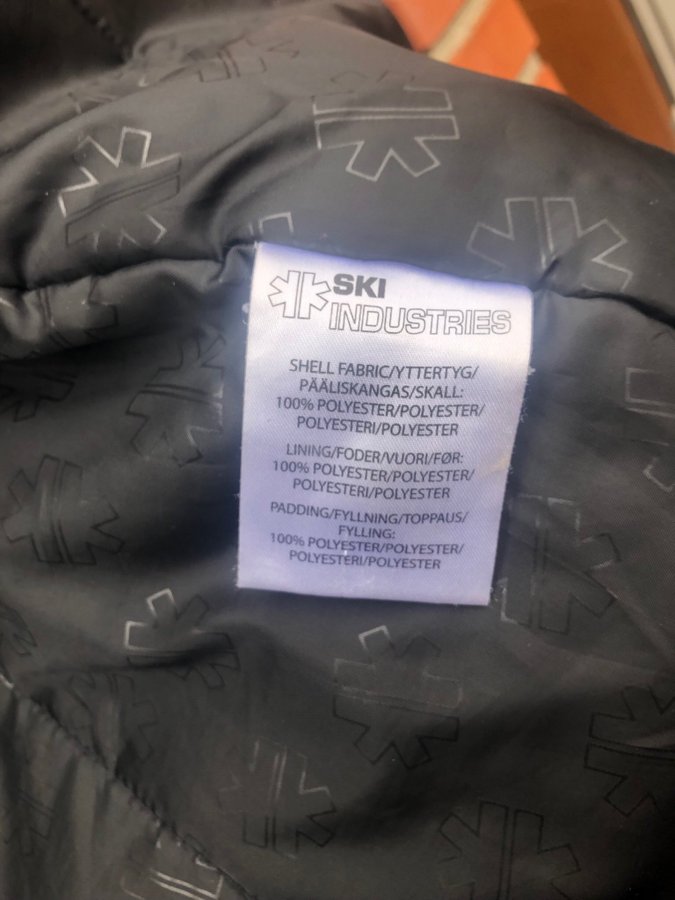 SKI
INDUSTRIES
SHELL FABRIC/YTTERTYG/
PÄÄLISKANGAS/SKALL:
100% POLYESTER/POLYESTER/
POLYESTERI/POLYESTER
LINING/FODER/VUORI/FØR:
100% POLYESTER/POLYESTER/
POLYESTERI/POLYESTER
PADDING/FYLLNING/TOPPAUS/
FYLLING:
100% POLYESTER/POLYESTER/
POLYESTERI/POLYESTER